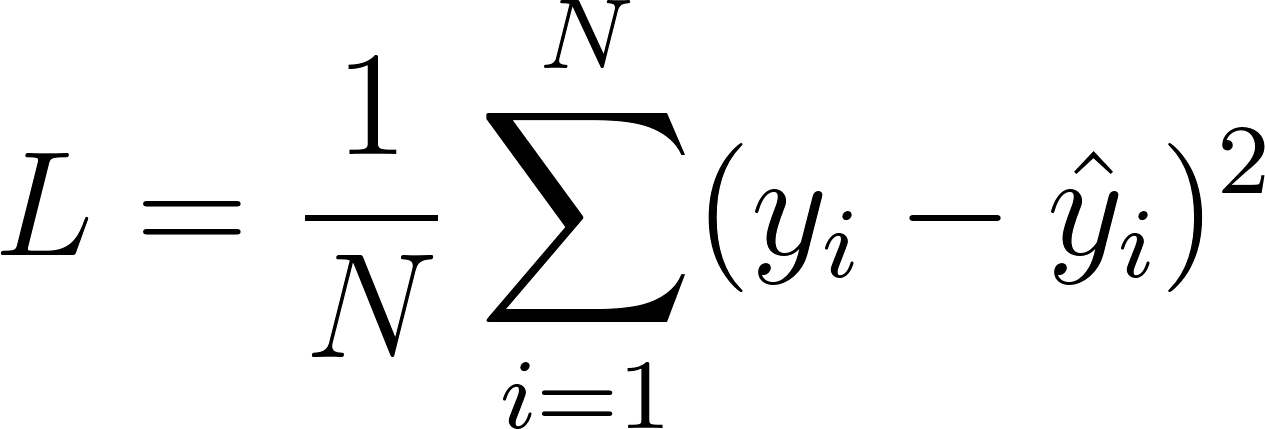 L = \frac{1}{N} \sum_{i=1}^{N} (y_i - \hat{y}_i)^2